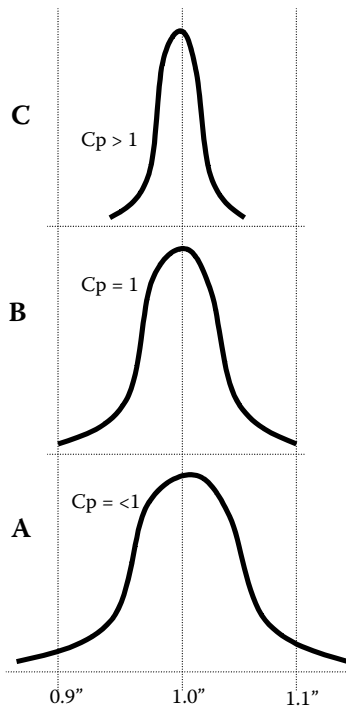 C
Cp > 1
Cp = 1
B
Cp = <1
A
0.9” 1.0” 1.1”